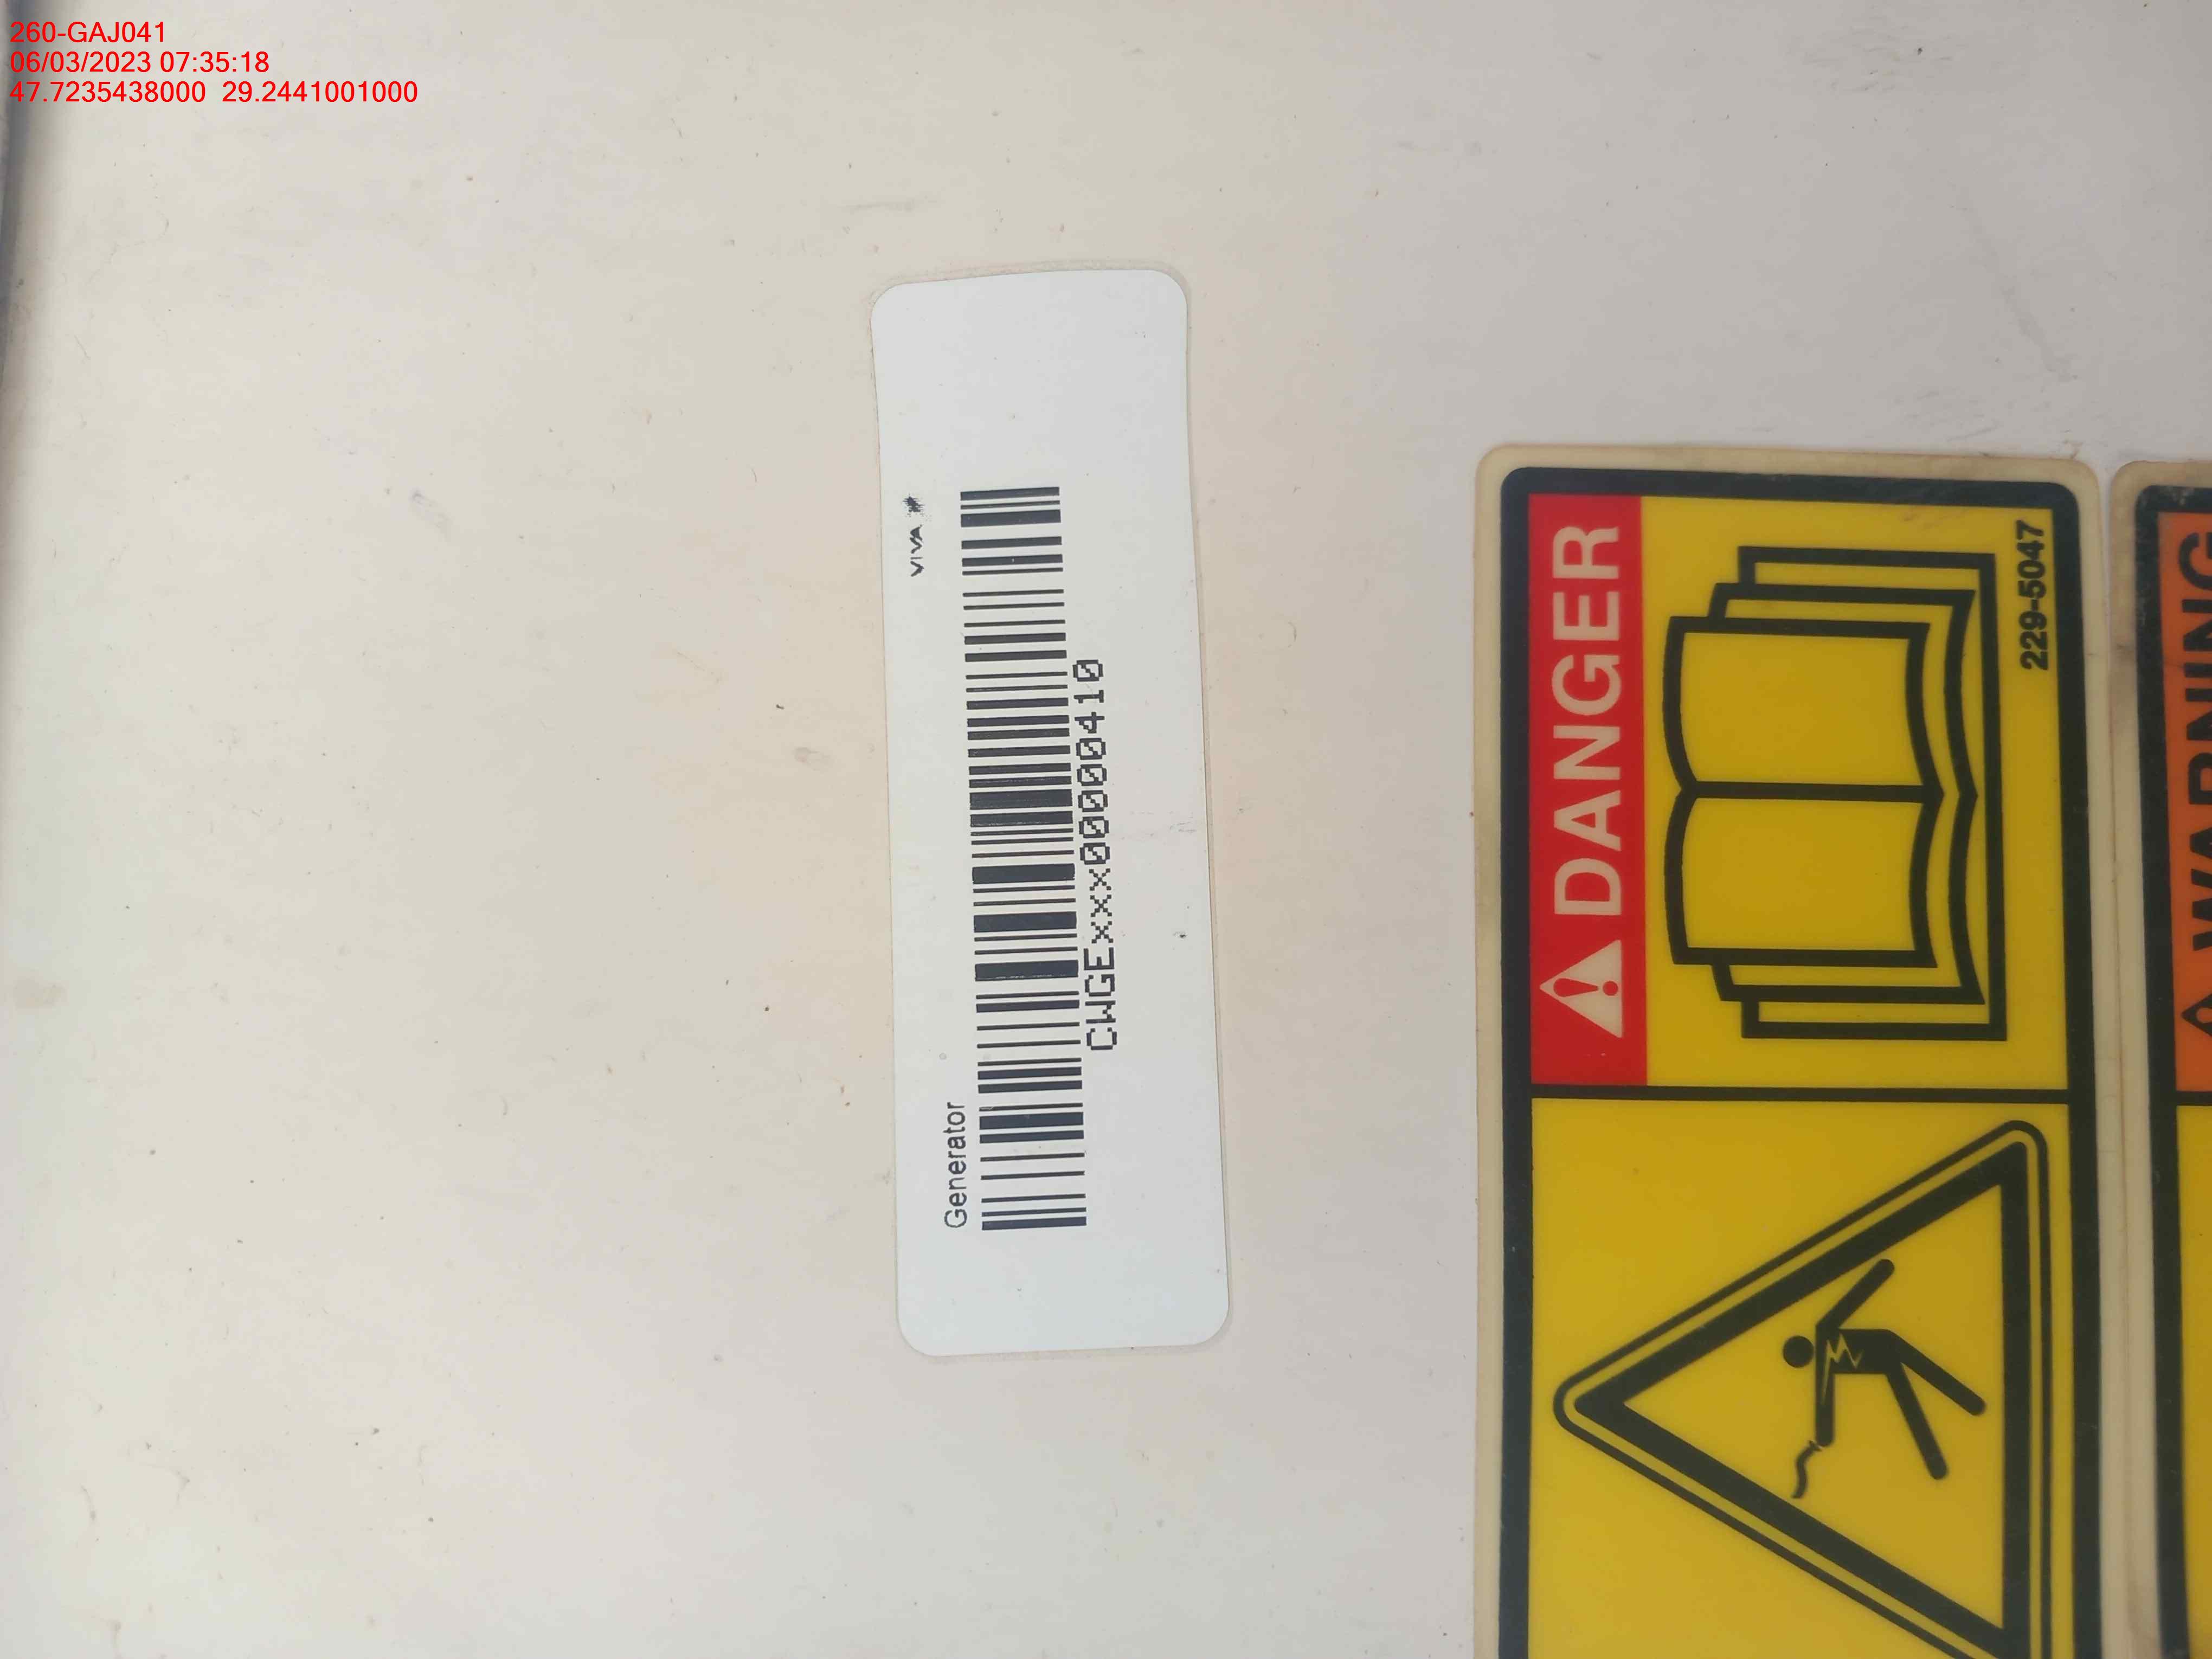 260-GAJ041
06/03/2023 07:35:18
47.7235438000 29.2441001000
VIVA
Generator
CWGExxx00000410
DANGER
229-5047
WARNING